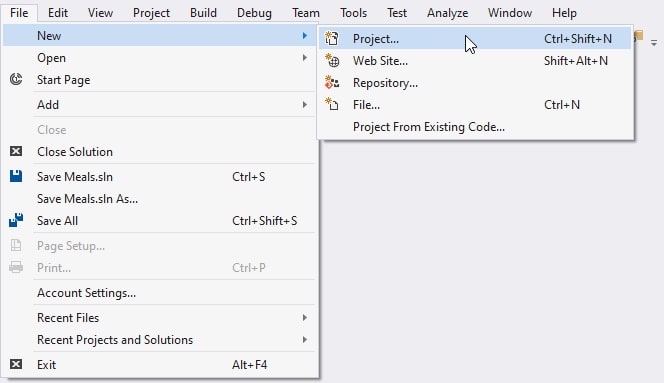 File Edit View Project Build Debug Team Tools Test Analyze Window Help
New
Project... Ctrl+Shift+N
Web Site... Shift+Alt+N
Repository...
File... Ctrl+N
Project From Existing Code...
Open
Start Page
Add
Close
Close Solution
Save Meals.sln Ctrl+S
Save Meals.sln As...
Save All Ctrl+Shift+S
Page Setup...
Print... Ctrl+P
Account Settings...
Recent Files
Recent Projects and Solutions
Exit Alt+F4